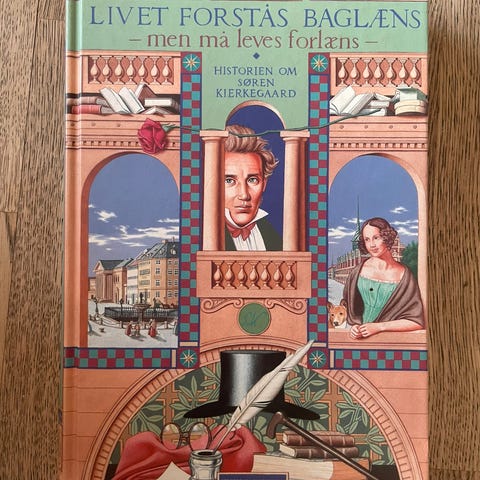 LIVET FORSTÅS BAGLÆNS
– men må leves forlæns –
HISTORIEN OM
SØREN
KIERKEGAARD